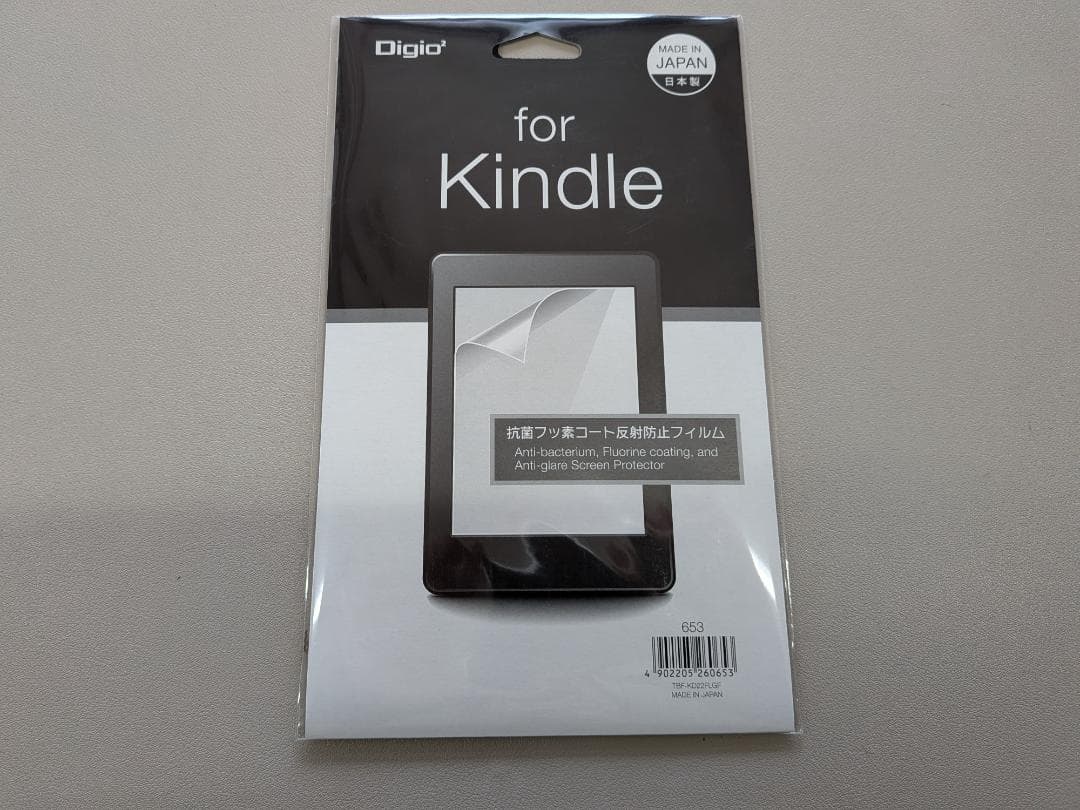 Digio²
MADE IN
JAPAN
日本製
for
Kindle
抗菌フッ素コート反射防止フィルム
Anti-bacterium, Fluorine coating, and
Anti-glare Screen Protector
653
4 902205 260653
TBF-KD22FLGF
MADE IN JAPAN